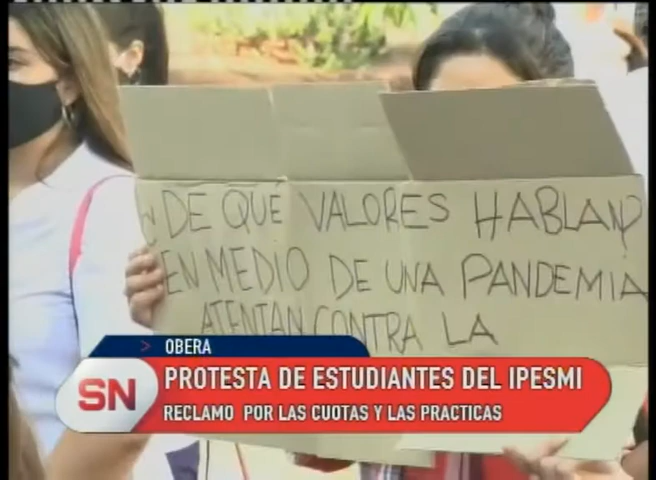 ¿DE QUÉ VALORES HABLAN?
EN MEDIO DE UNA PANDEMIA
ATENTAN CONTRA LA
> OBERA
SN
PROTESTA DE ESTUDIANTES DEL IPESMI
RECLAMO POR LAS CUOTAS Y LAS PRACTICAS